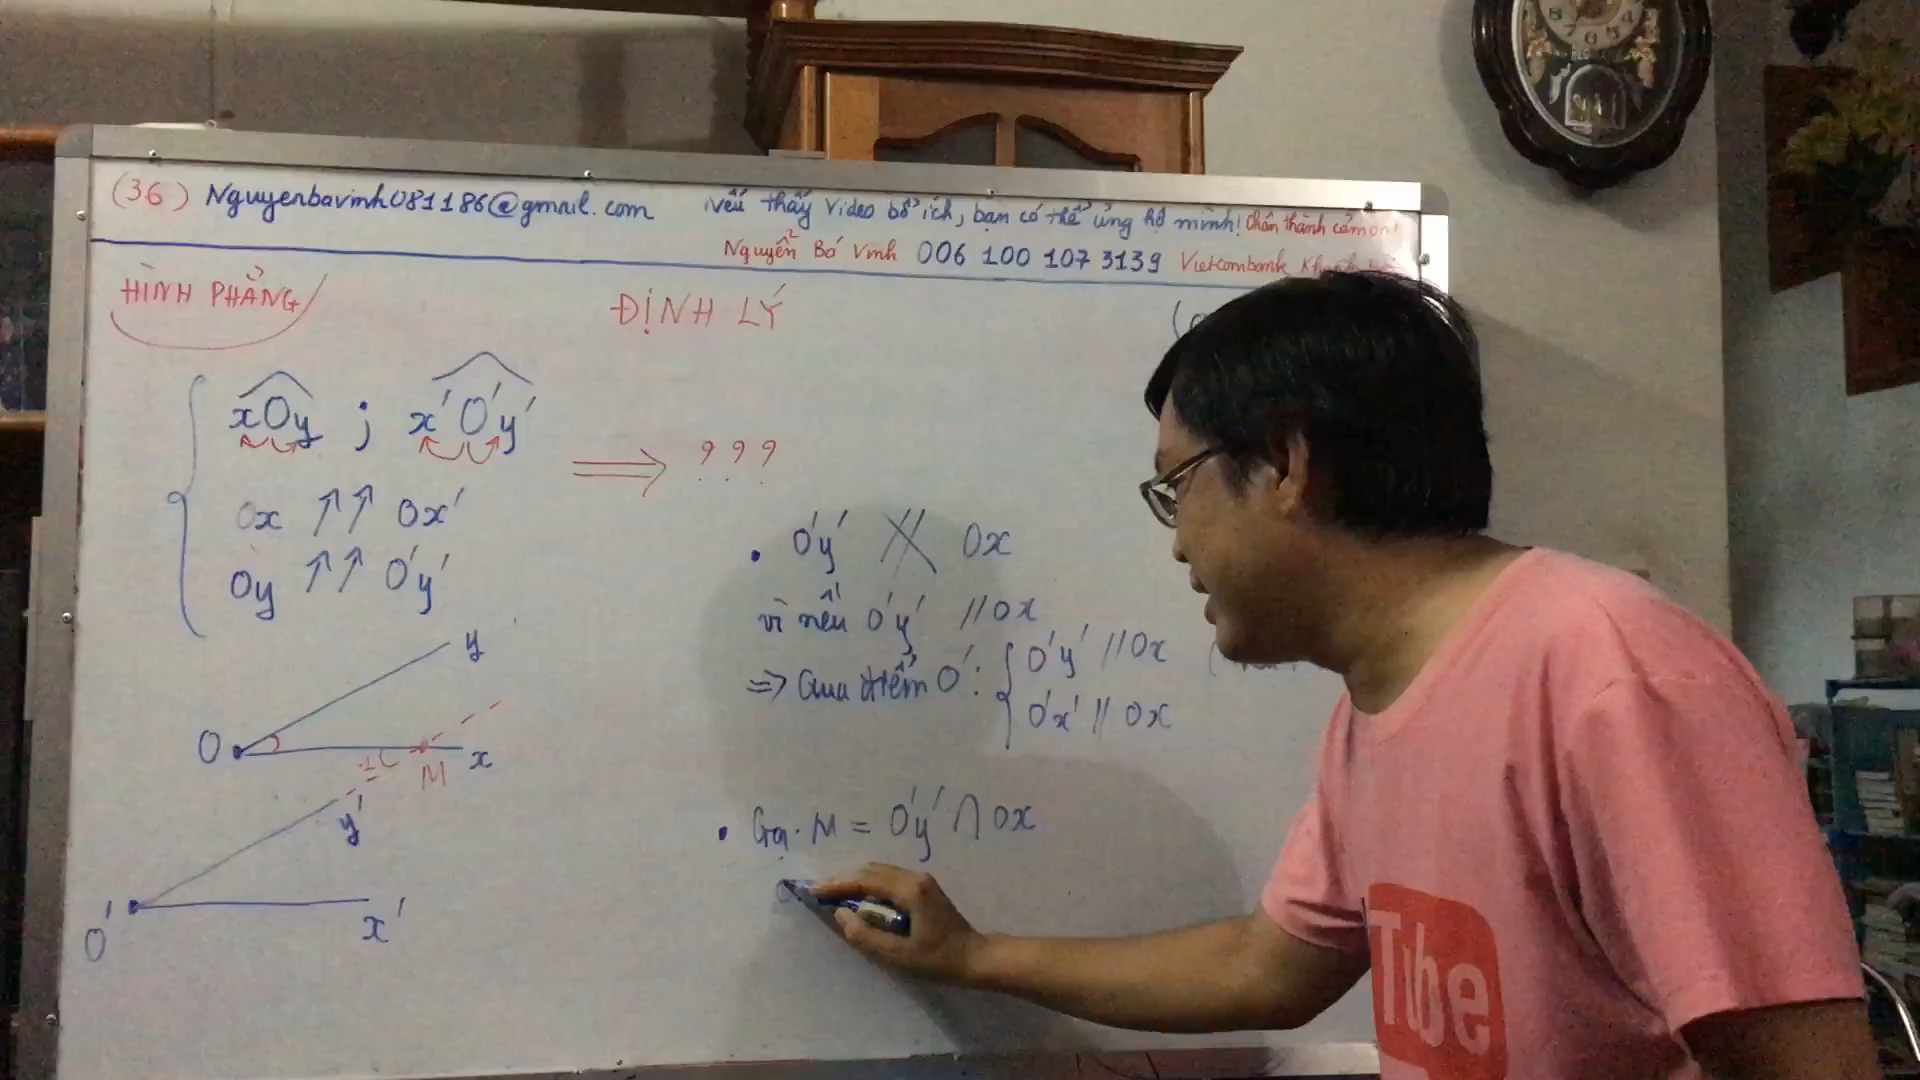 (36) Nguyenbavinh081186@gmail.com
Nếu thấy Video bổ ích, bạn có thể ủng hộ mình! Chân thành cảm ơn!
Nguyễn Bá Vinh 006 100 107 3139 Vietcombank
HÌNH PHẲNG
ĐỊNH LÝ
xOy ; x'O'y'
Ox ↑↑ Ox'
Oy ↑↑ O'y'
⟹ ???
• O'y' ∦ Ox
vì nếu O'y' // Ox
=> Qua điểm O': { O'y' // Ox
O'x' // Ox
• Gọi M = O'y' ∩ Ox
y
O
x
M
y'
O'
x'
Tube